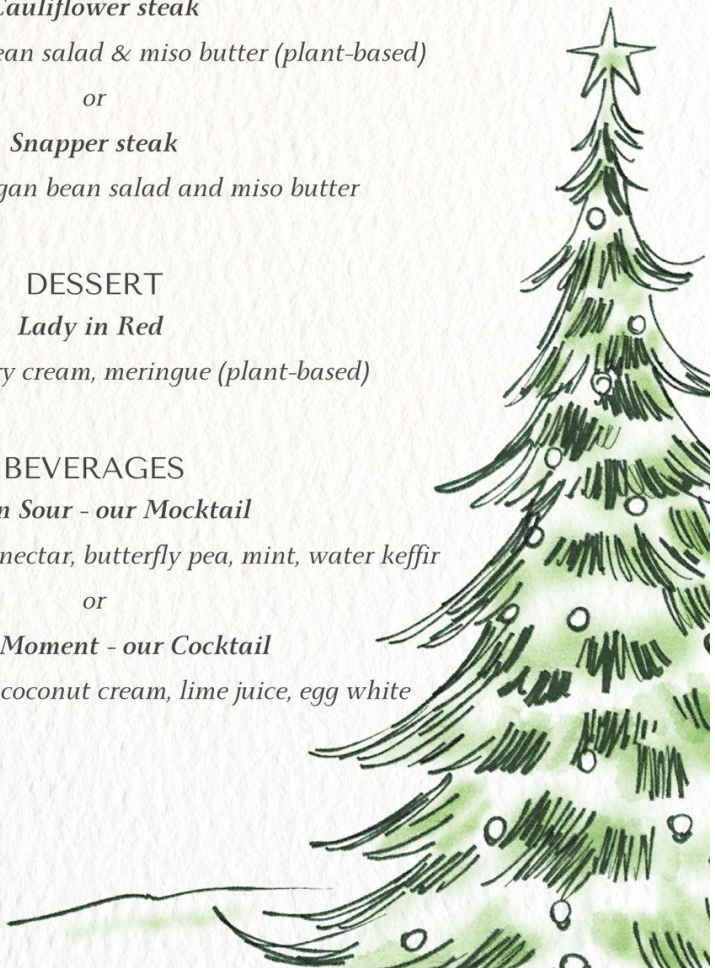 Cauliflower steak
ean salad & miso butter (plant-based)
or
Snapper steak
gan bean salad and miso butter
DESSERT
Lady in Red
ry cream, meringue (plant-based)
BEVERAGES
n Sour - our Mocktail
nectar, butterfly pea, mint, water keffir
or
Moment - our Cocktail
coconut cream, lime juice, egg white